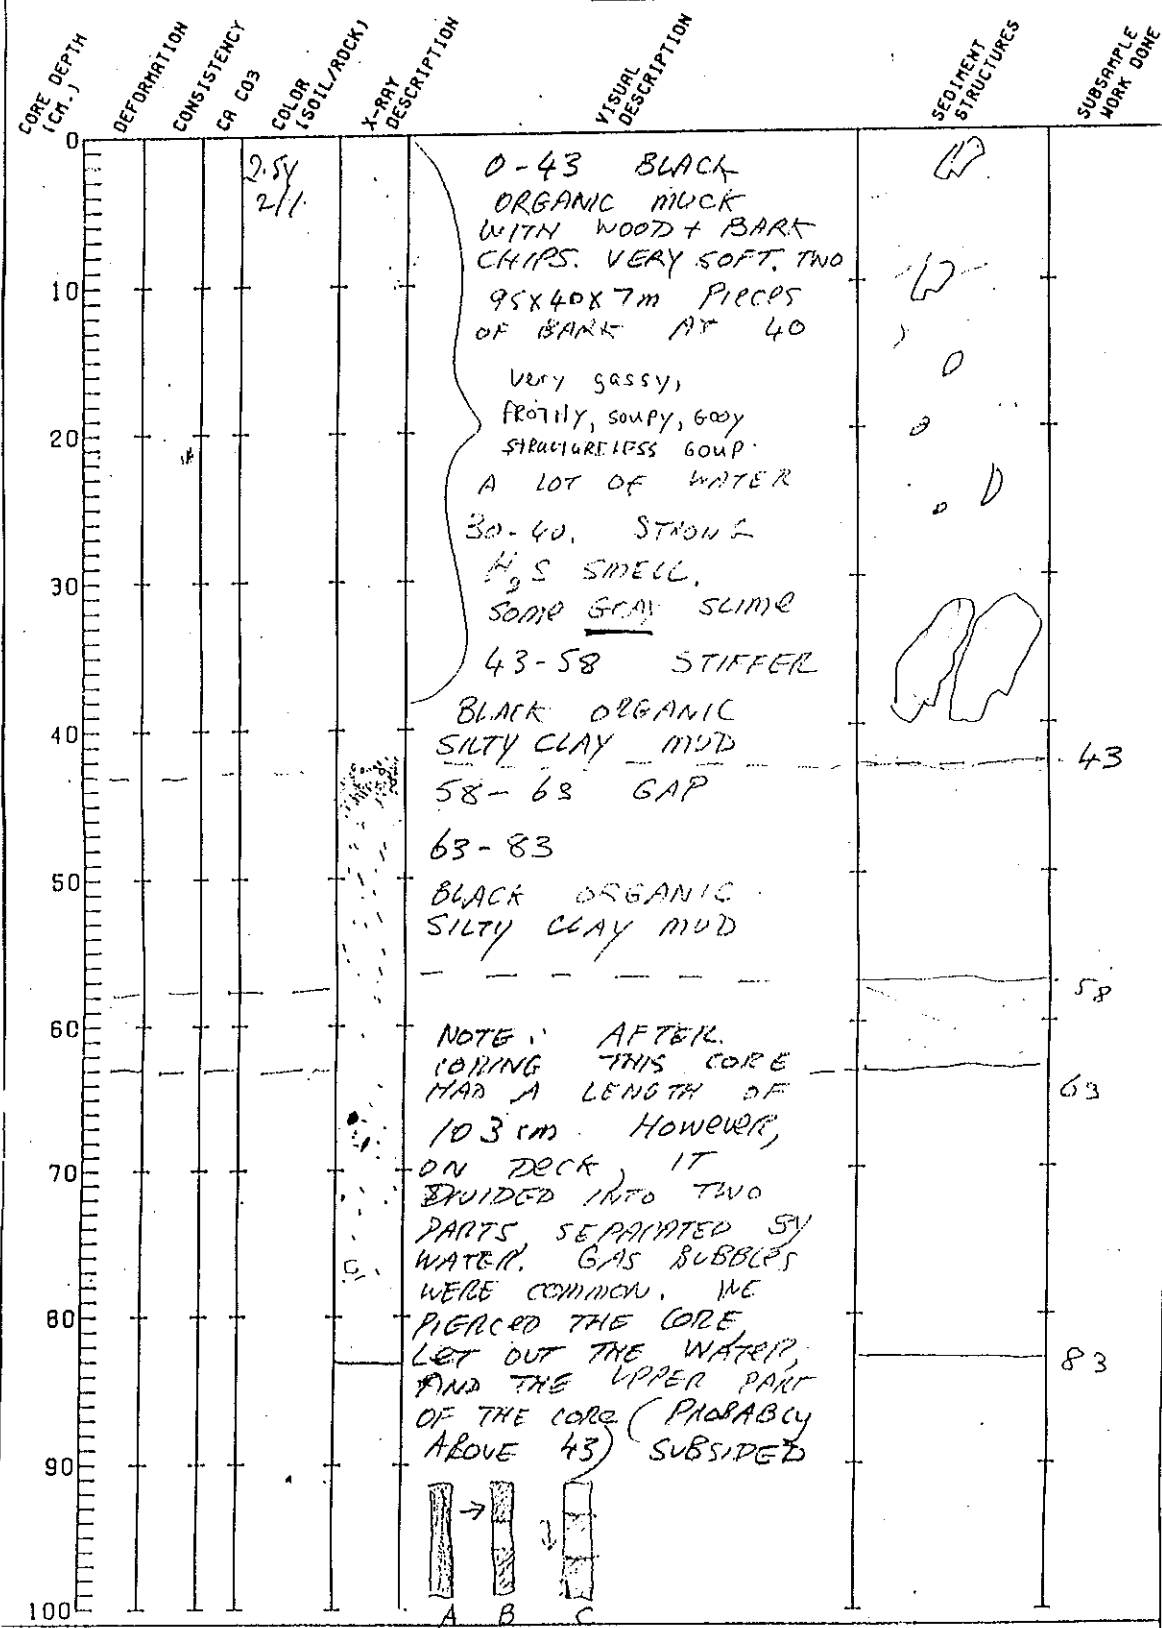 CORE DEPTH (CM.)
DEFORMATION
CONSISTENCY
CA CO3
COLOR (SOIL/ROCK)
X-RAY DESCRIPTION
VISUAL DESCRIPTION
SEDIMENT STRUCTURES
SUBSAMPLE WORK DONE
0
2.5Y
2/1
0-43 BLACK
ORGANIC MUCK
WITH WOOD + BARK
CHIPS. VERY SOFT. TWO
10
95X40X7m PIECES
OF BARK AT 40
very gassy,
FROTHY, SOUPY, GOOY
20
STRUCTURELESS GOUP.
A LOT OF WATER
30-40. STRONG
H2S SMELL.
30
SOME GRAY SLIME
43-58 STIFFER
BLACK ORGANIC
40
SILTY CLAY MUD
43
58-63 GAP
63-83
50
BLACK ORGANIC
SILTY CLAY MUD
58
60
NOTE: AFTER
CORING THIS CORE
HAD A LENGTH OF
63
103 cm. HOWEVER,
70
ON DECK, IT
DIVIDED INTO TWO
PARTS SEPARATED BY
WATER. GAS BUBBLES
WERE COMMON. WE
80
PIERCED THE CORE,
LET OUT THE WATER,
83
AND THE UPPER PART
OF THE CORE (PROBABLY
ABOVE 43) SUBSIDED
90
100
A B C